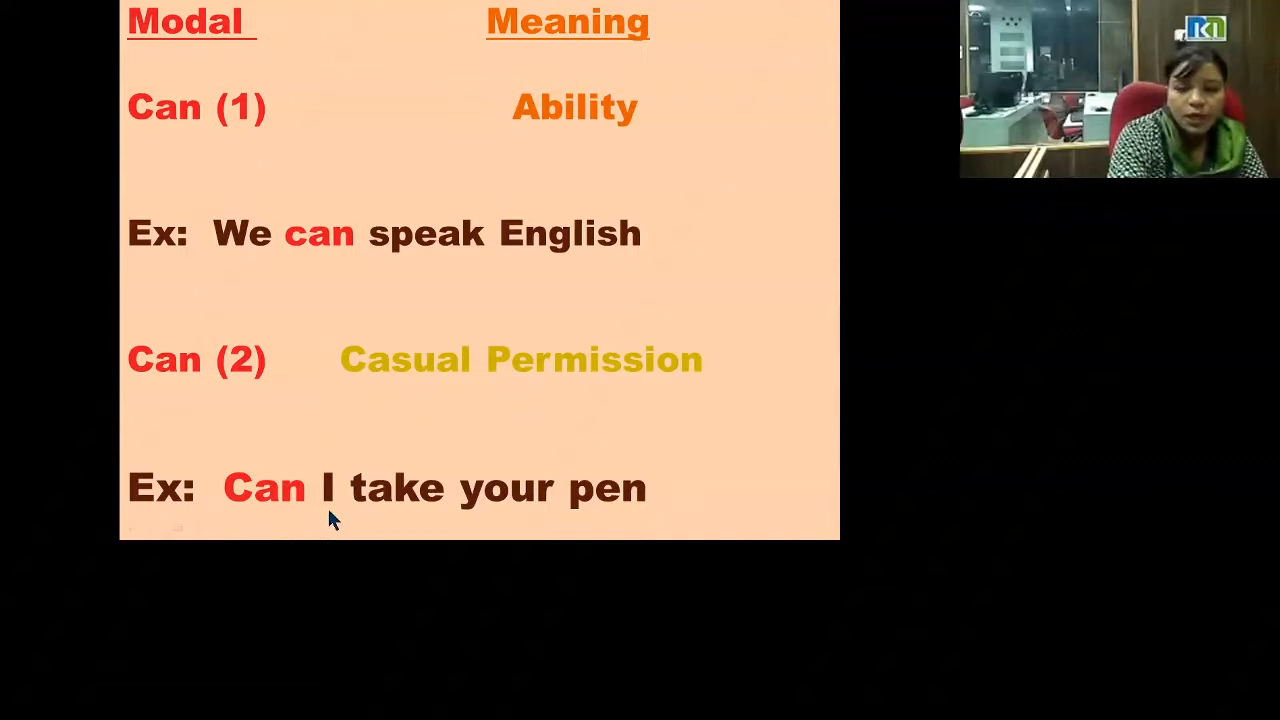 Modal Meaning
Can (1) Ability
Ex: We can speak English
Can (2) Casual Permission
Ex: Can I take your pen